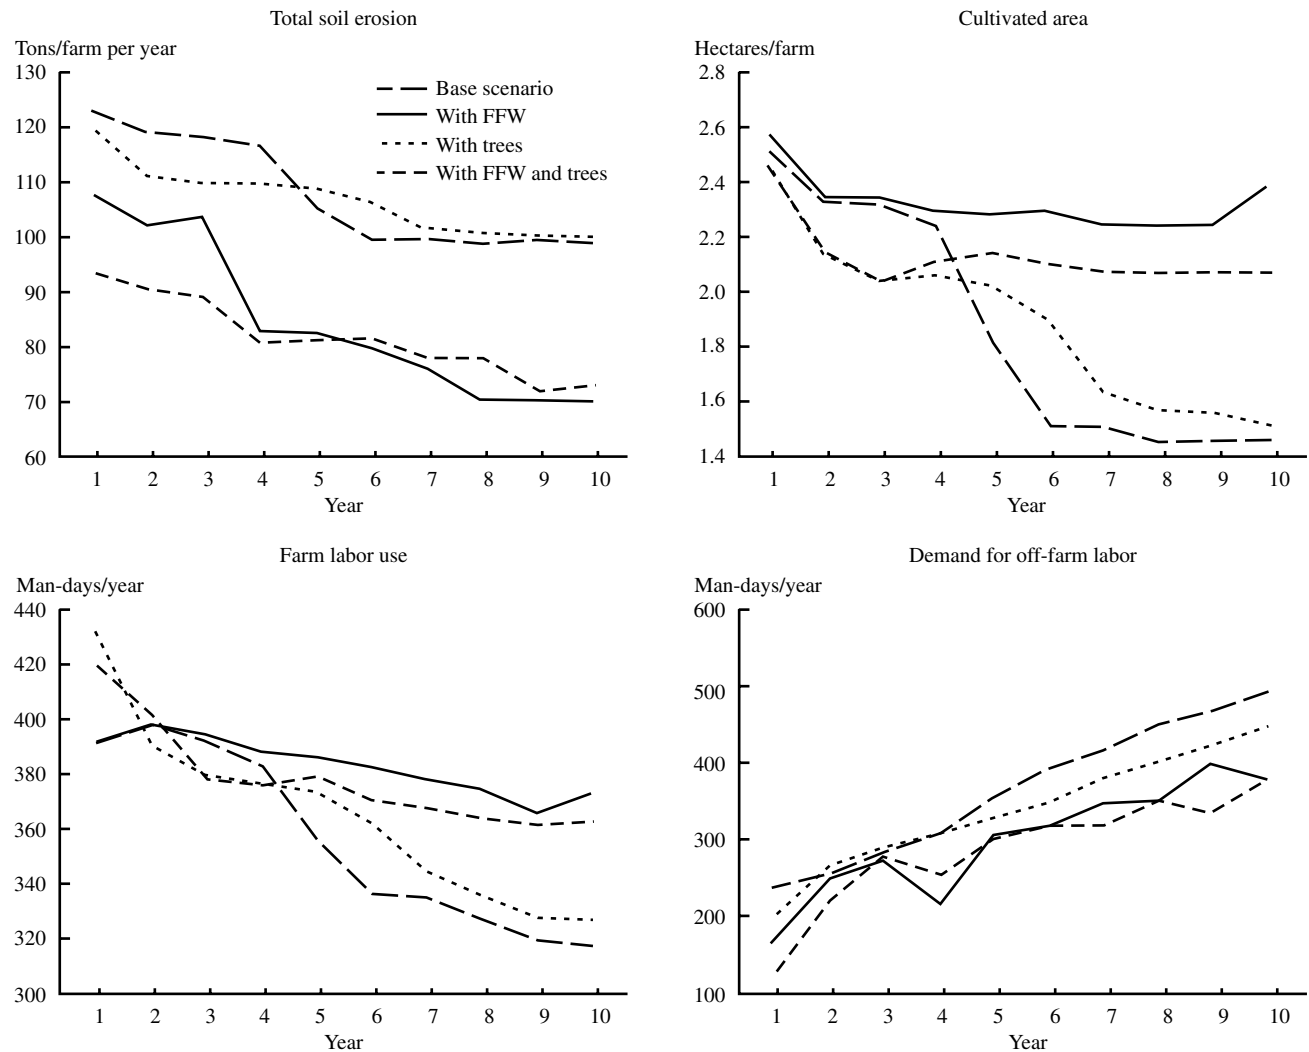 Total soil erosion
Tons/farm per year
130
120
110
100
90
80
70
60
1 2 3 4 5 6 7 8 9 10
Year
Base scenario
With FFW
With trees
With FFW and trees
Cultivated area
Hectares/farm
2.8
2.6
2.4
2.2
2.0
1.8
1.6
1.4
1 2 3 4 5 6 7 8 9 10
Year
Farm labor use
Man-days/year
440
420
400
380
360
340
320
300
1 2 3 4 5 6 7 8 9 10
Year
Demand for off-farm labor
Man-days/year
600
500
400
300
200
100
1 2 3 4 5 6 7 8 9 10
Year